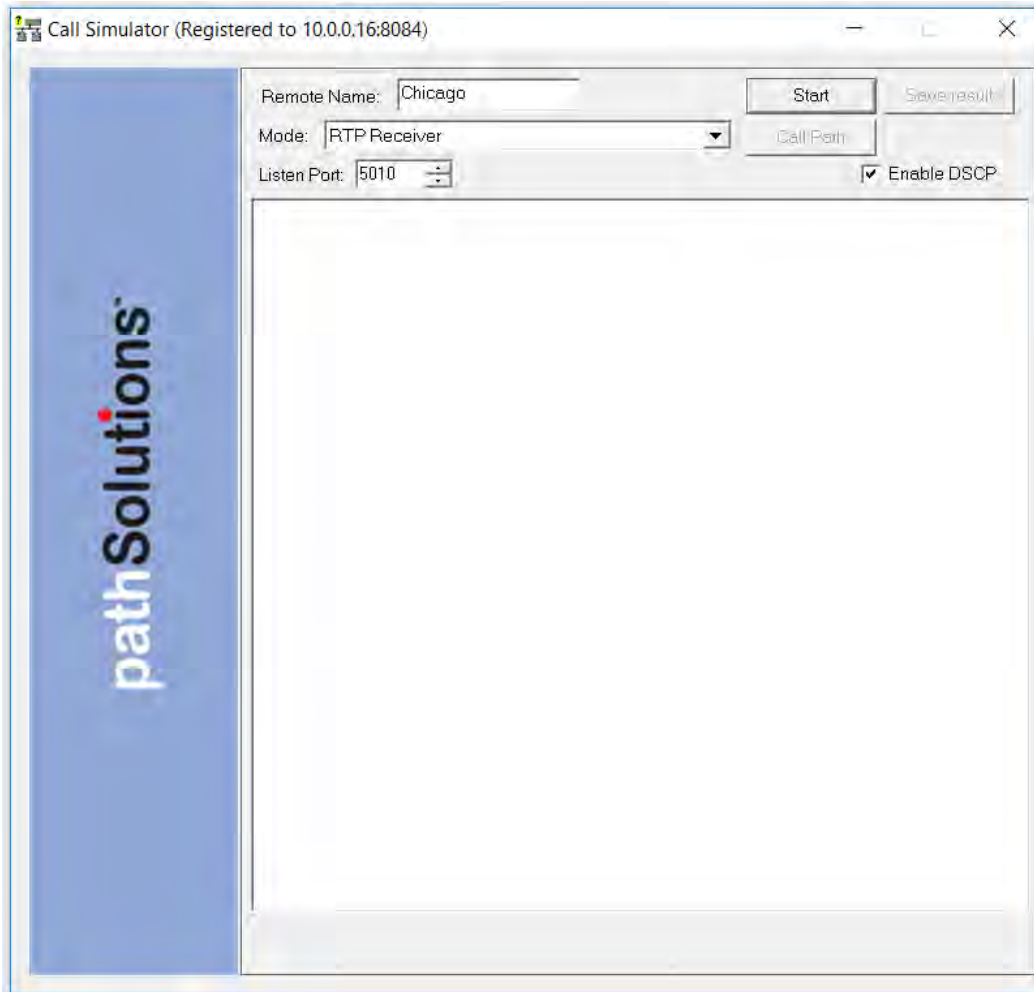 Call Simulator (Registered to 10.0.0.16:8084)
Remote Name: Chicago
Start
Save results
Mode: RTP Receiver
Call Path
Listen Port: 5010
Enable DSCP
pathSolutions